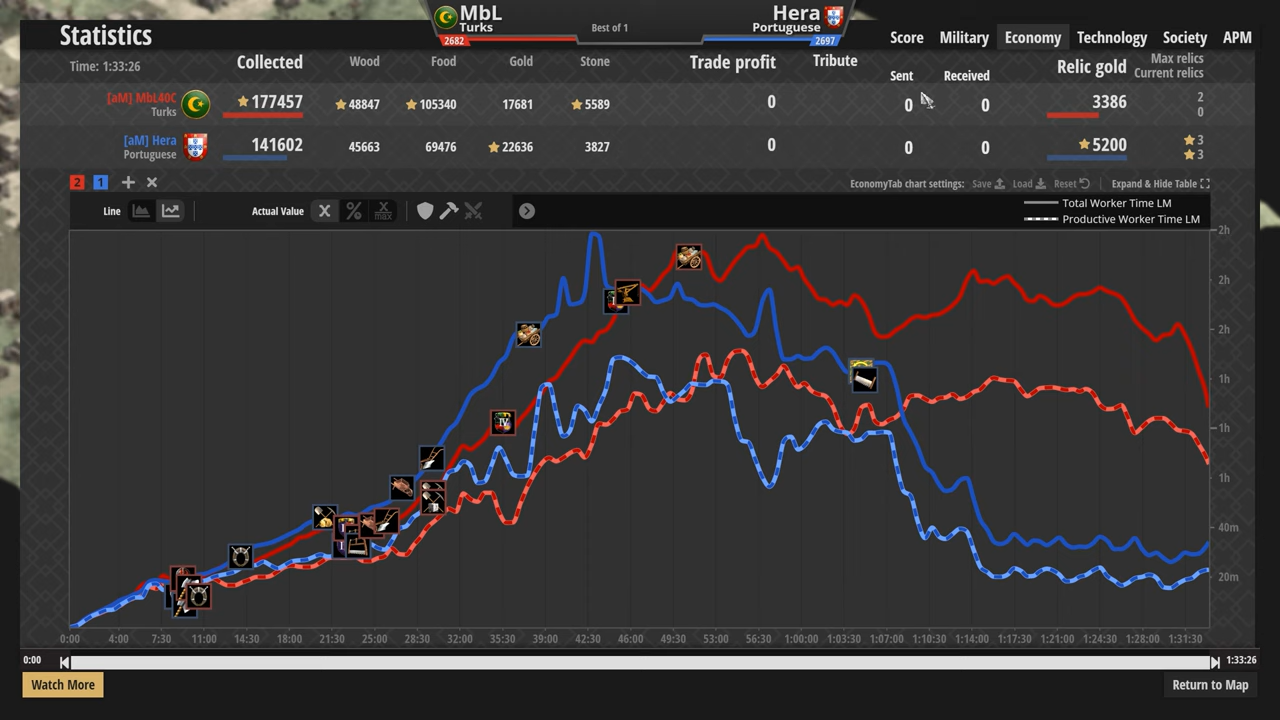 MbL
Turks
2682
Best of 1
Hera
Portuguese
2697
Statistics
Score Military Economy Technology Society APM
Time: 1:33:26
Collected Wood Food Gold Stone Trade profit Tribute Sent Received Relic gold Max relics
Current relics
[aM] MbL40C
Turks
177457 48847 105340 17681 5589 0 0 0 3386 2
0
[aM] Hera
Portuguese
141602 45663 69476 22636 3827 0 0 0 5200 3
3
2 1
EconomyTab chart settings: Save Load Reset Expand & Hide Table
Line Actual Value X % X
max
Total Worker Time LM
Productive Worker Time LM
2h
2h
2h
1h
1h
1h
40m
20m
IV
0:00 4:00 7:30 11:00 14:30 18:00 21:30 25:00 28:30 32:00 35:30 39:00 42:30 46:00 49:30 53:00 56:30 1:00:00 1:03:30 1:07:00 1:10:30 1:14:00 1:17:30 1:21:00 1:24:30 1:28:00 1:31:30
0:00 1:33:26
Watch More Return to Map